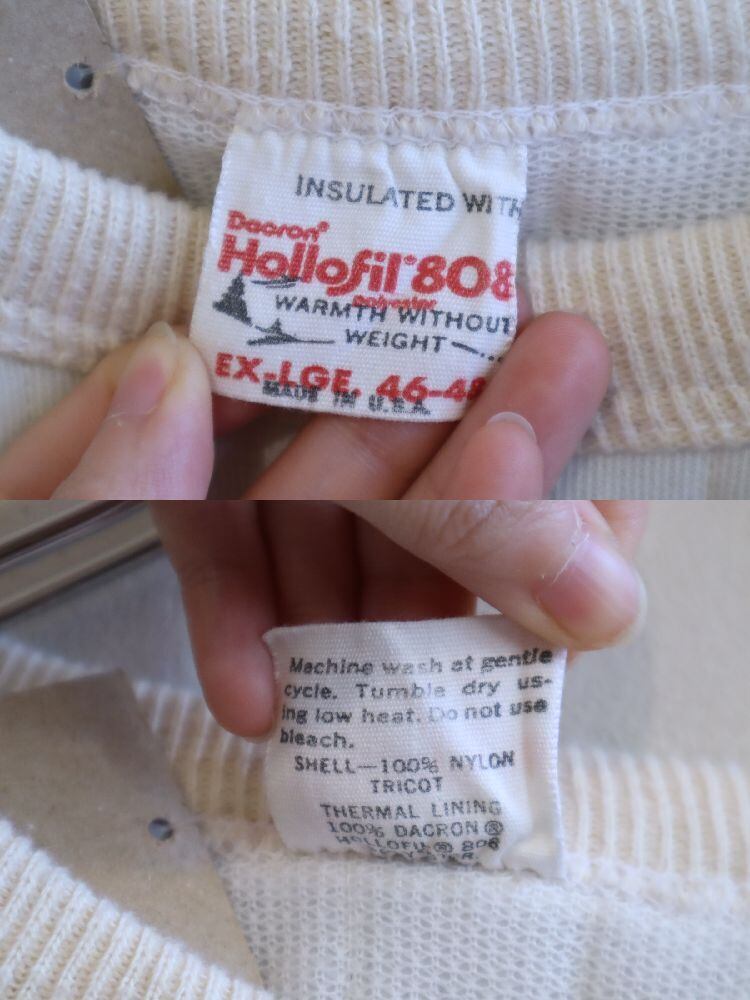 INSULATED WITH
Dacron®
Hollofil® 808
Polyester
WARMTH WITHOUT
WEIGHT
EX-LGE. 46-48
MADE IN U.S.A.
Machine wash at gentle
cycle. Tumble dry us-
ing low heat. Do not use
bleach.
SHELL—100% NYLON
TRICOT
THERMAL LINING
100% DACRON®
HOLLOFIL® 808